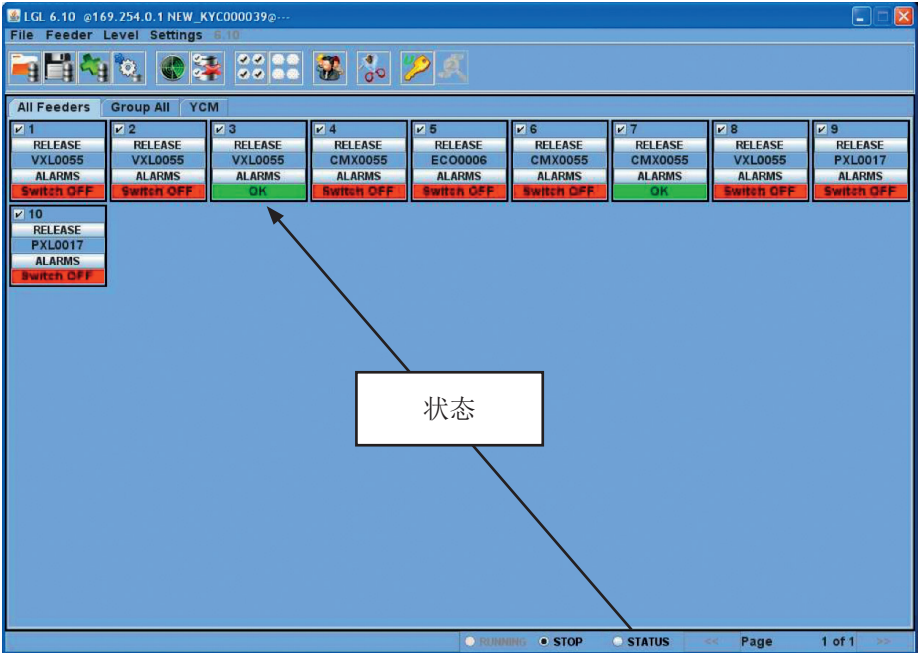 LGL 6.10 @169.254.0.1 NEW_KYC000039@...
File Feeder Level Settings 6.10
All Feeders Group All YCM
1 2 3 4 5 6 7 8 9
RELEASE RELEASE RELEASE RELEASE RELEASE RELEASE RELEASE RELEASE RELEASE
VXL0055 VXL0055 VXL0055 CMX0055 ECO0006 CMX0055 CMX0055 VXL0055 PXL0017
ALARMS ALARMS ALARMS ALARMS ALARMS ALARMS ALARMS ALARMS ALARMS
Switch OFF Switch OFF OK Switch OFF Switch OFF Switch OFF OK Switch OFF Switch OFF
10
RELEASE
PXL0017
ALARMS
Switch OFF
状态
RUNNING STOP STATUS << Page 1 of 1 >>